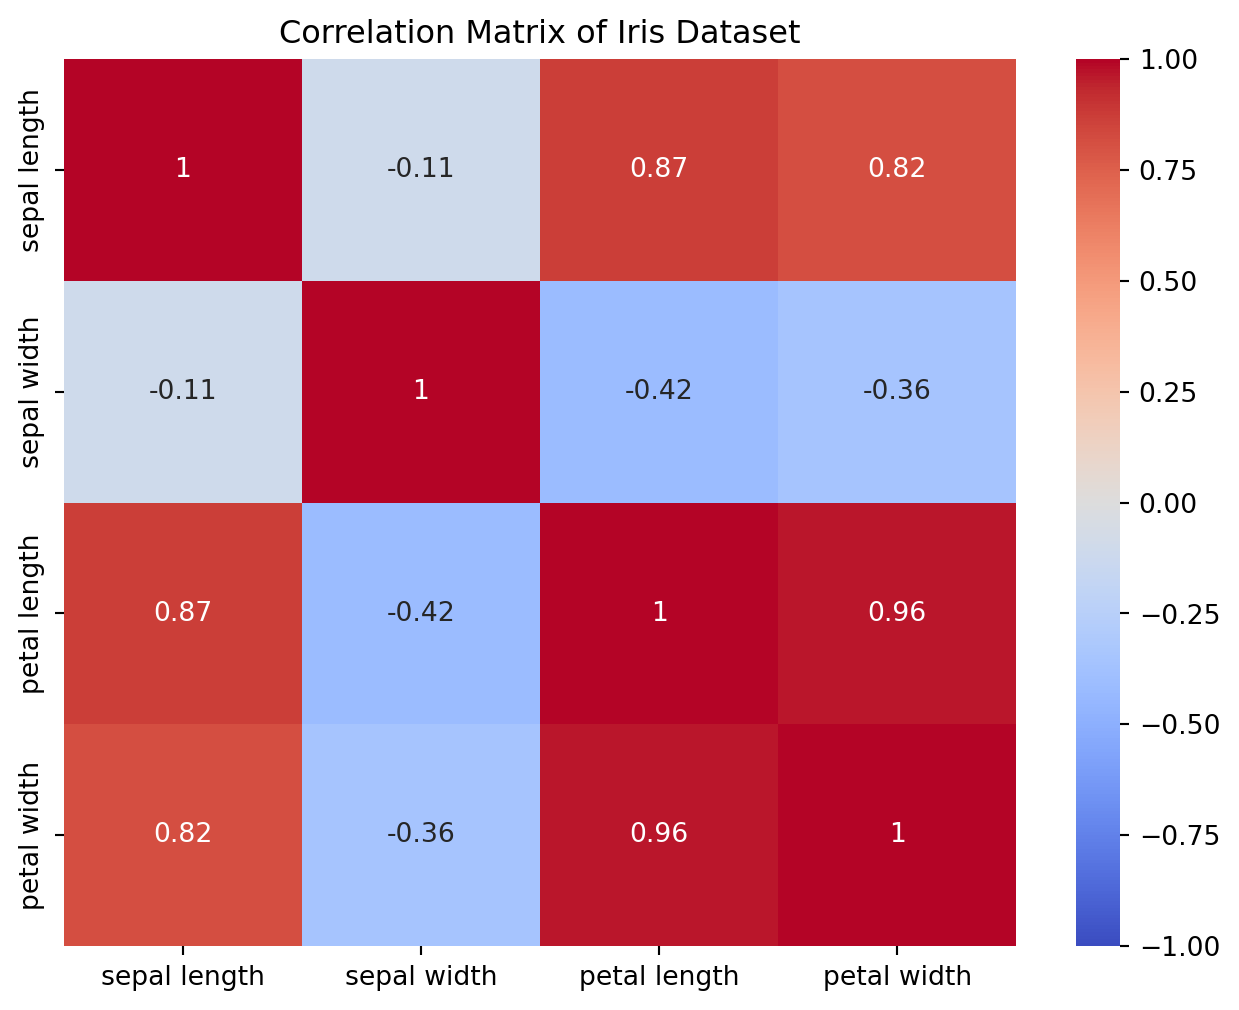 Correlation Matrix of Iris Dataset
sepal length
1
-0.11
0.87
0.82
sepal width
-0.11
1
-0.42
-0.36
petal length
0.87
-0.42
1
0.96
petal width
0.82
-0.36
0.96
1
sepal length
sepal width
petal length
petal width
1.00
0.75
0.50
0.25
0.00
−0.25
−0.50
−0.75
−1.00